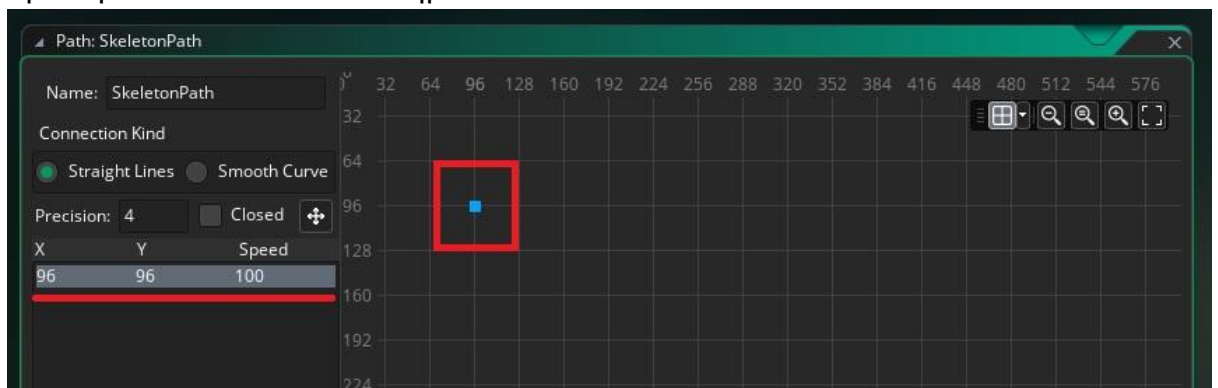 Path: SkeletonPath
Name: SkeletonPath
Connection Kind
Straight Lines Smooth Curve
Precision: 4 Closed
X Y Speed
96 96 100
32 64 96 128 160 192 224 256 288 320 352 384 416 448 480 512 544 576
32
64
96
128
160
192
224